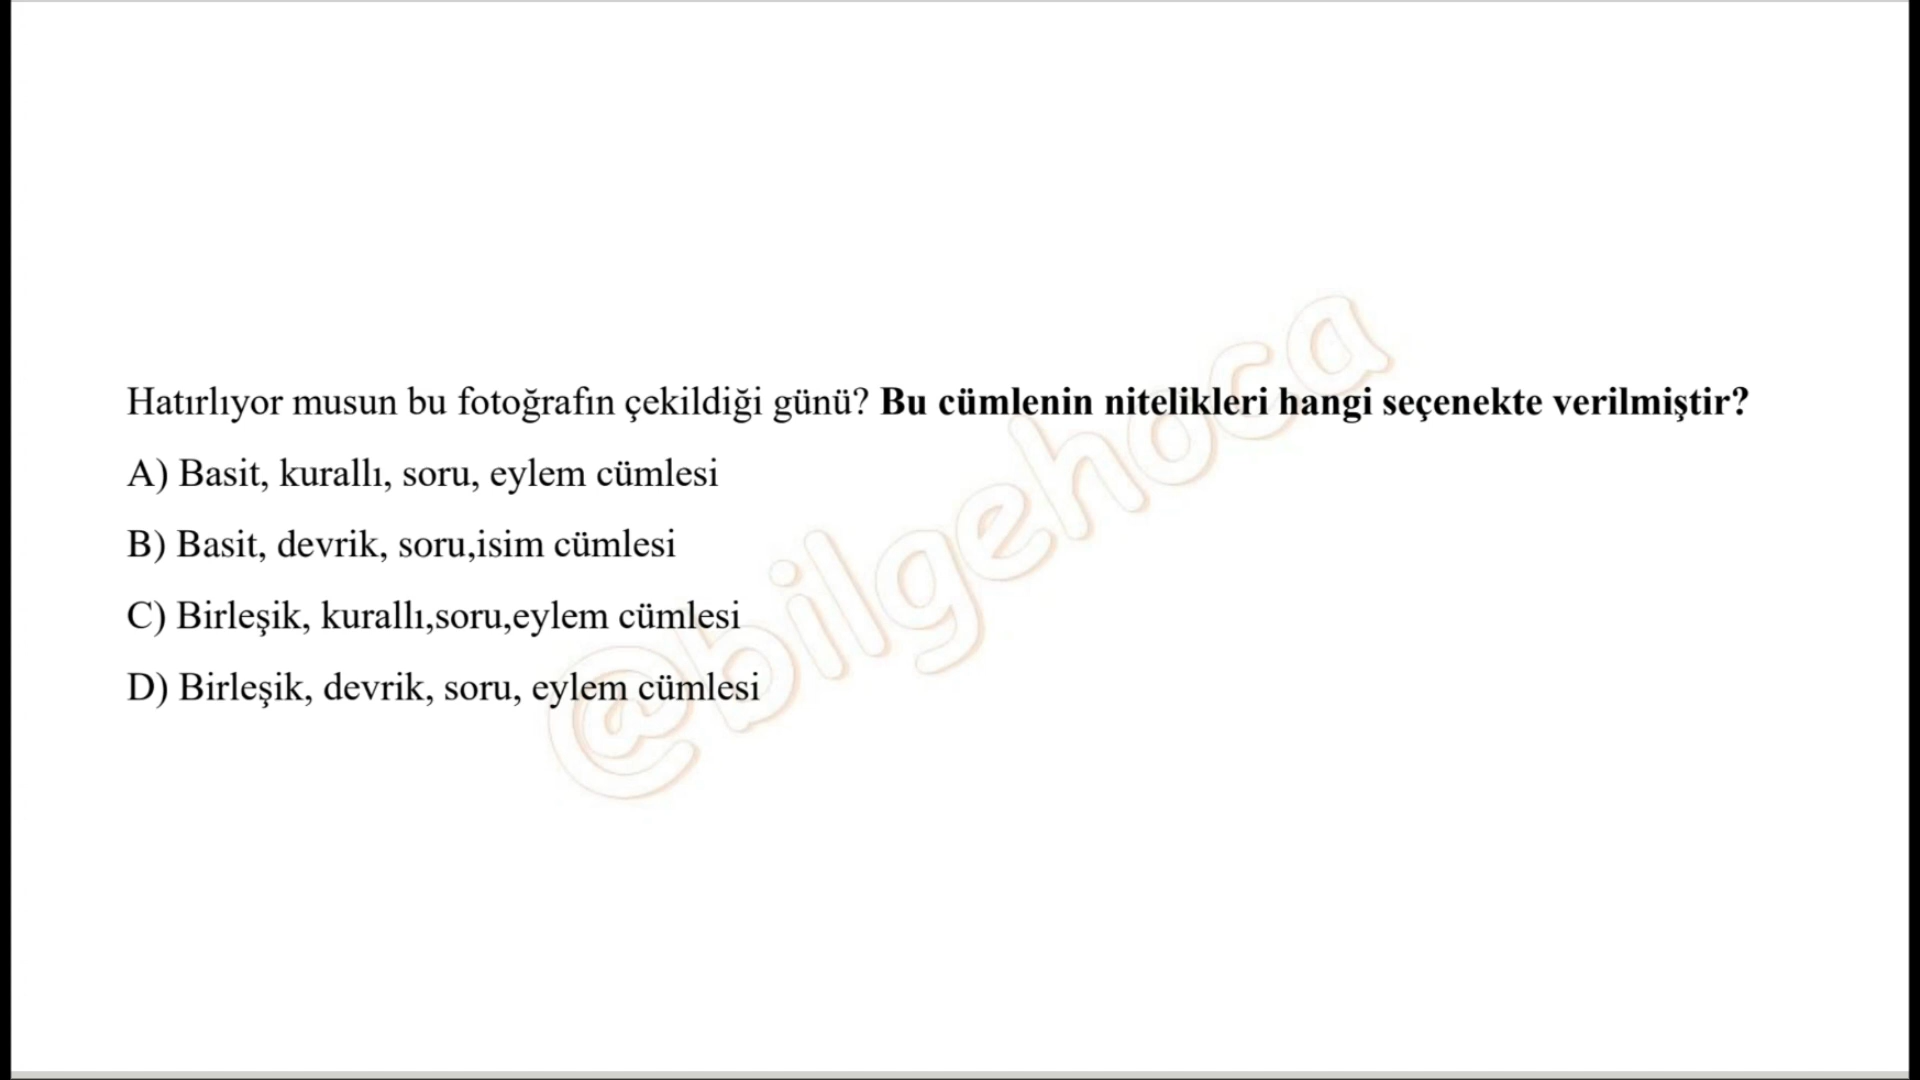 Hatırlıyor musun bu fotoğrafın çekildiği günü? Bu cümlenin nitelikleri hangi seçenekte verilmiştir?
A) Basit, kurallı, soru, eylem cümlesi
B) Basit, devrik, soru,isim cümlesi
C) Birleşik, kurallı,soru,eylem cümlesi
D) Birleşik, devrik, soru, eylem cümlesi
@bilgehoca